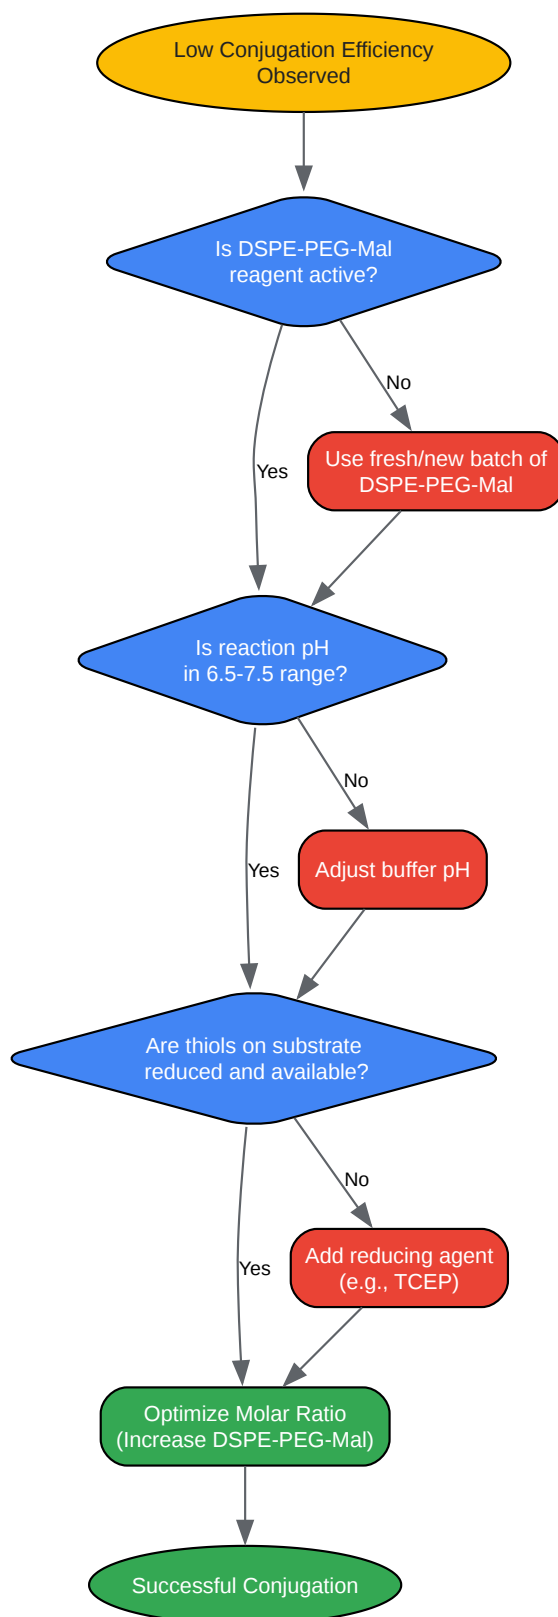 Low Conjugation Efficiency
Observed
Is DSPE-PEG-Mal
reagent active?
No
Use fresh/new batch of
DSPE-PEG-Mal
Yes
Is reaction pH
in 6.5-7.5 range?
No
Adjust buffer pH
Yes
Are thiols on substrate
reduced and available?
No
Add reducing agent
(e.g., TCEP)
Yes
Optimize Molar Ratio
(Increase DSPE-PEG-Mal)
Successful Conjugation